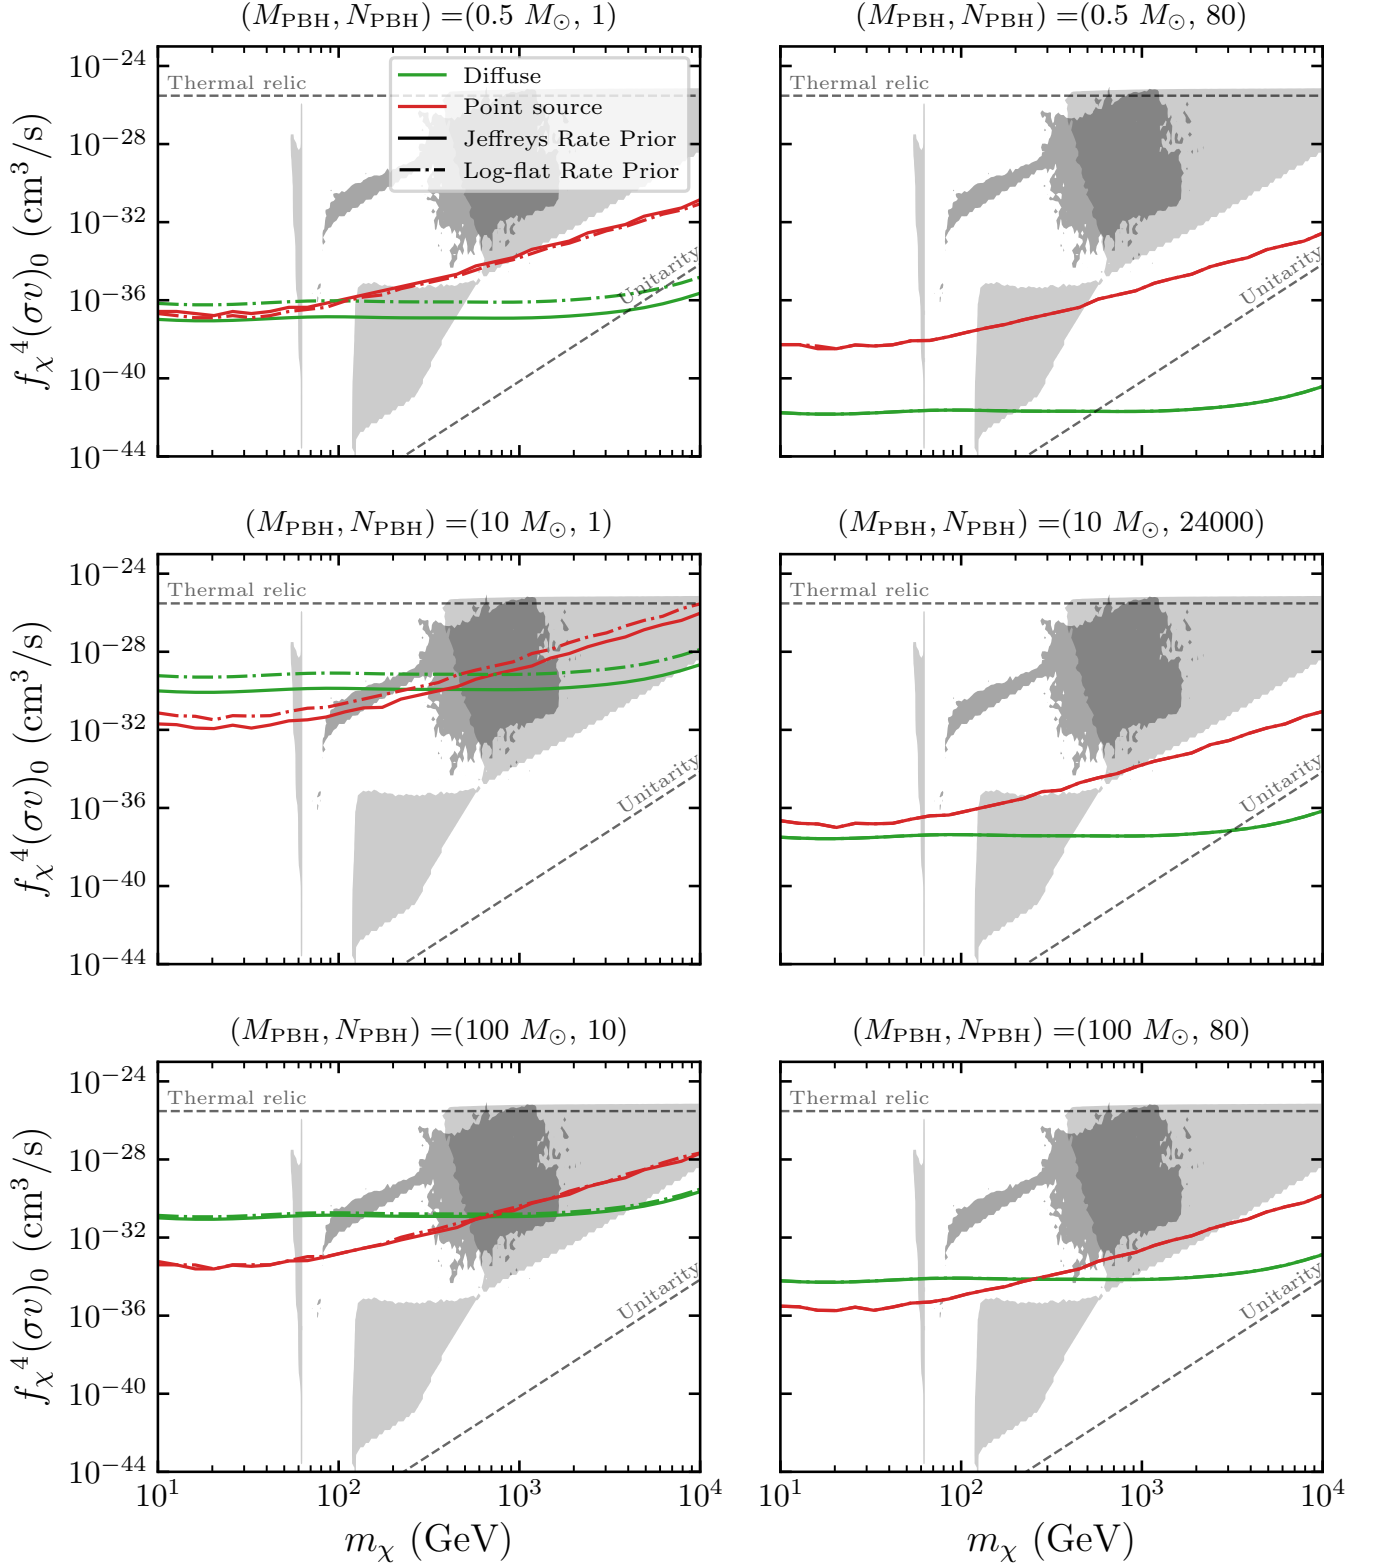 (M_PBH, N_PBH) =(0.5 M_⊙, 1)
(M_PBH, N_PBH) =(0.5 M_⊙, 80)
10^−24
10^−28
10^−32
10^−36
10^−40
10^−44
f_χ^4(σv)_0 (cm^3/s)
Thermal relic
Diffuse
Point source
Jeffreys Rate Prior
Log-flat Rate Prior
Unitarity
Thermal relic
Unitarity
(M_PBH, N_PBH) =(10 M_⊙, 1)
(M_PBH, N_PBH) =(10 M_⊙, 24000)
10^−24
10^−28
10^−32
10^−36
10^−40
10^−44
f_χ^4(σv)_0 (cm^3/s)
Thermal relic
Unitarity
Thermal relic
Unitarity
(M_PBH, N_PBH) =(100 M_⊙, 10)
(M_PBH, N_PBH) =(100 M_⊙, 80)
10^−24
10^−28
10^−32
10^−36
10^−40
10^−44
f_χ^4(σv)_0 (cm^3/s)
Thermal relic
Unitarity
Thermal relic
Unitarity
10^1 10^2 10^3 10^4
10^1 10^2 10^3 10^4
m_χ (GeV)
m_χ (GeV)